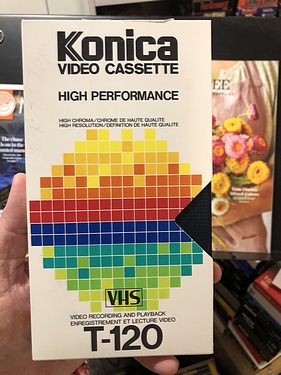 Konica
VIDEO CASSETTE
HIGH PERFORMANCE
HIGH CHROMA/CHROME DE HAUTE QUALITE
HIGH RESOLUTION/DEFINITION DE HAUTE QUALITE
VHS
VIDEO RECORDING AND PLAYBACK
ENREGISTREMENT ET LECTURE VIDEO
T-120
EE